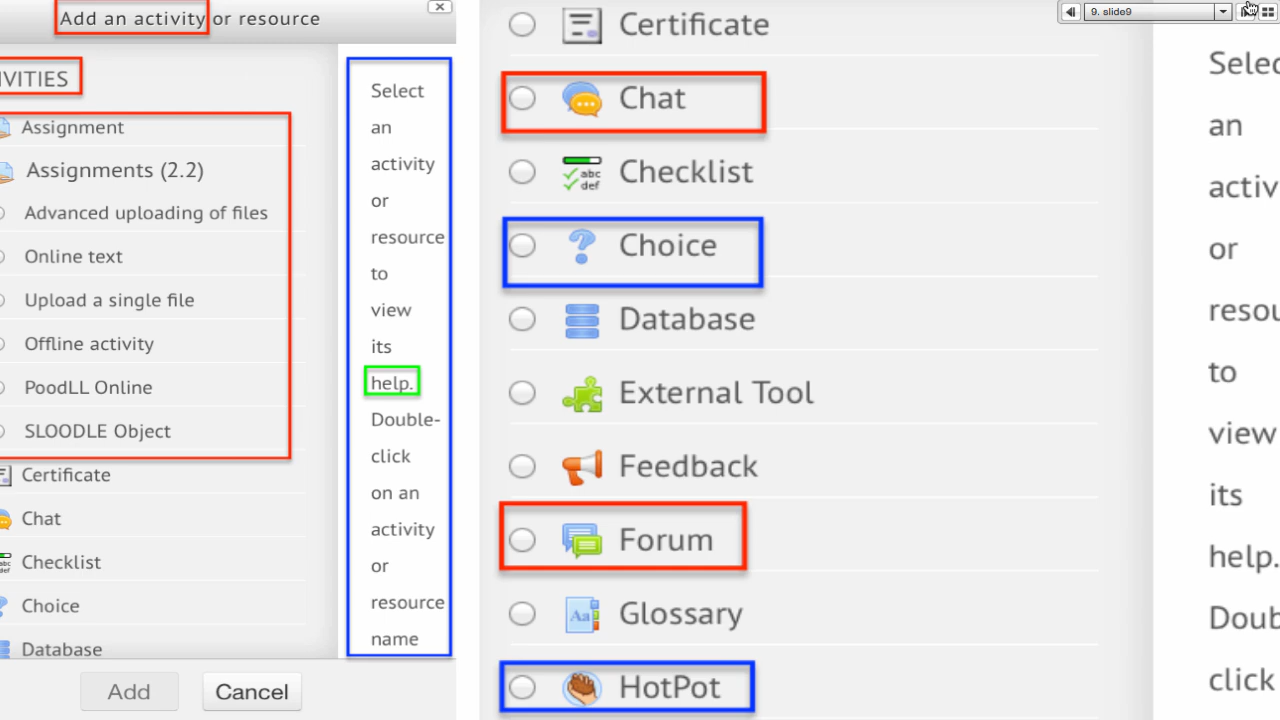 Add an activity or resource
IVITIES
Assignment
Assignments (2.2)
Advanced uploading of files
Online text
Upload a single file
Offline activity
PoodLL Online
SLOODLE Object
Certificate
Chat
Checklist
Choice
Database
Add
Cancel
Select
an
activity
or
resource
to
view
its
help.
Double-
click
on an
activity
or
resource
name
Certificate
Chat
abc
def
Checklist
Choice
Database
External Tool
Feedback
Forum
Aa
Glossary
HotPot
9. slide9
Selec
an
activ
or
resou
to
view
its
help.
Doub
click